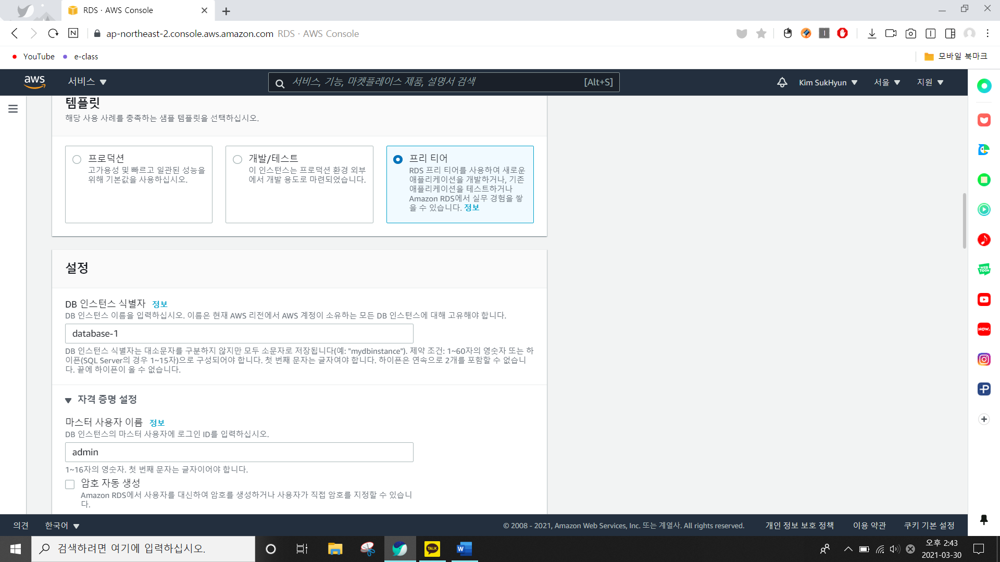 RDS · AWS Console
ap-northeast-2.console.aws.amazon.com RDS · AWS Console
YouTube e-class 모바일 북마크
aws 서비스 서비스, 기능, 마켓플레이스 제품, 설명서 검색 [Alt+S] Kim SukHyun 서울 지원
템플릿
해당 사용 사례를 충족하는 샘플 템플릿을 선택하십시오.
프로덕션
고가용성 및 빠르고 일관된 성능을
위해 기본값을 사용하십시오.
개발/테스트
이 인스턴스는 프로덕션 환경 외부
에서 개발 용도로 마련되었습니다.
프리 티어
RDS 프리 티어를 사용하여 새로운
애플리케이션을 개발하거나, 기존
애플리케이션을 테스트하거나
Amazon RDS에서 실무 경험을 쌓
을 수 있습니다. 정보
설정
DB 인스턴스 식별자 정보
DB 인스턴스 이름을 입력하십시오. 이름은 현재 AWS 리전에서 AWS 계정이 소유하는 모든 DB 인스턴스에 대해 고유해야 합니다.
database-1
DB 인스턴스 식별자는 대소문자를 구분하지 않지만 모두 소문자로 저장됩니다(예: "mydbinstance"). 제약 조건: 1~60자의 영숫자 또는 하
이픈(SQL Server의 경우 1~15자)으로 구성되어야 합니다. 첫 번째 문자는 글자여야 합니다. 하이픈은 연속으로 2개를 포함할 수 없습니
다. 끝에 하이픈이 올 수 없습니다.
자격 증명 설정
마스터 사용자 이름 정보
DB 인스턴스의 마스터 사용자에 로그인 ID를 입력하십시오.
admin
1~16자의 영숫자. 첫 번째 문자는 글자이어야 합니다.
암호 자동 생성
Amazon RDS에서 사용자를 대신하여 암호를 생성하거나 사용자가 직접 암호를 지정할 수 있습니
다.
WEB
TOON
NOW.
의견 한국어 © 2008 - 2021, Amazon Web Services, Inc. 또는 계열사. All rights reserved. 개인 정보 보호 정책 이용 약관 쿠키 기본 설정
검색하려면 여기에 입력하십시오.
TALK
W
오후 2:43
2021-03-30